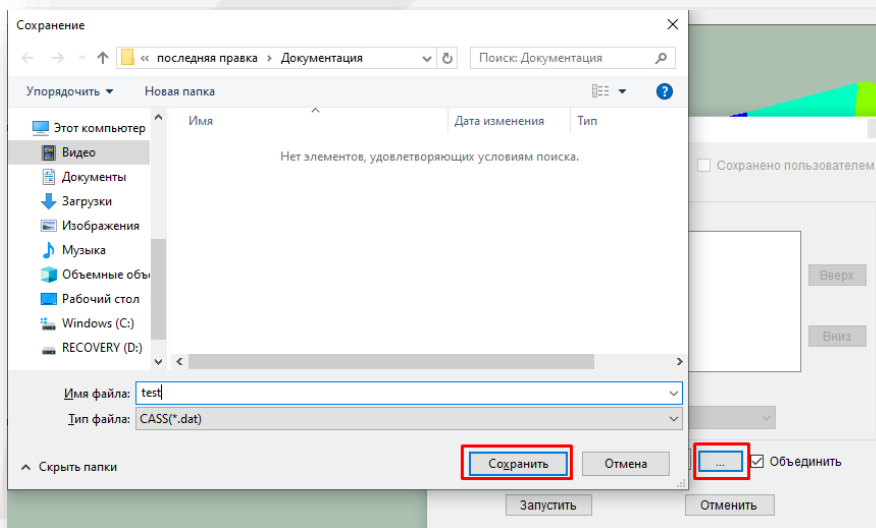 Сохранение
« последняя правка › Документация
Поиск: Документация
Упорядочить
Новая папка
Этот компьютер
Видео
Документы
Загрузки
Изображения
Музыка
Объемные объ
Рабочий стол
Windows (C:)
RECOVERY (D:)
Имя
Дата изменения
Тип
Нет элементов, удовлетворяющих условиям поиска.
Сохранено пользователем
Вверх
Вниз
Имя файла: test
Тип файла: CASS(*.dat)
Скрыть папки
Сохранить
Отмена
... Объединить
Запустить
Отменить